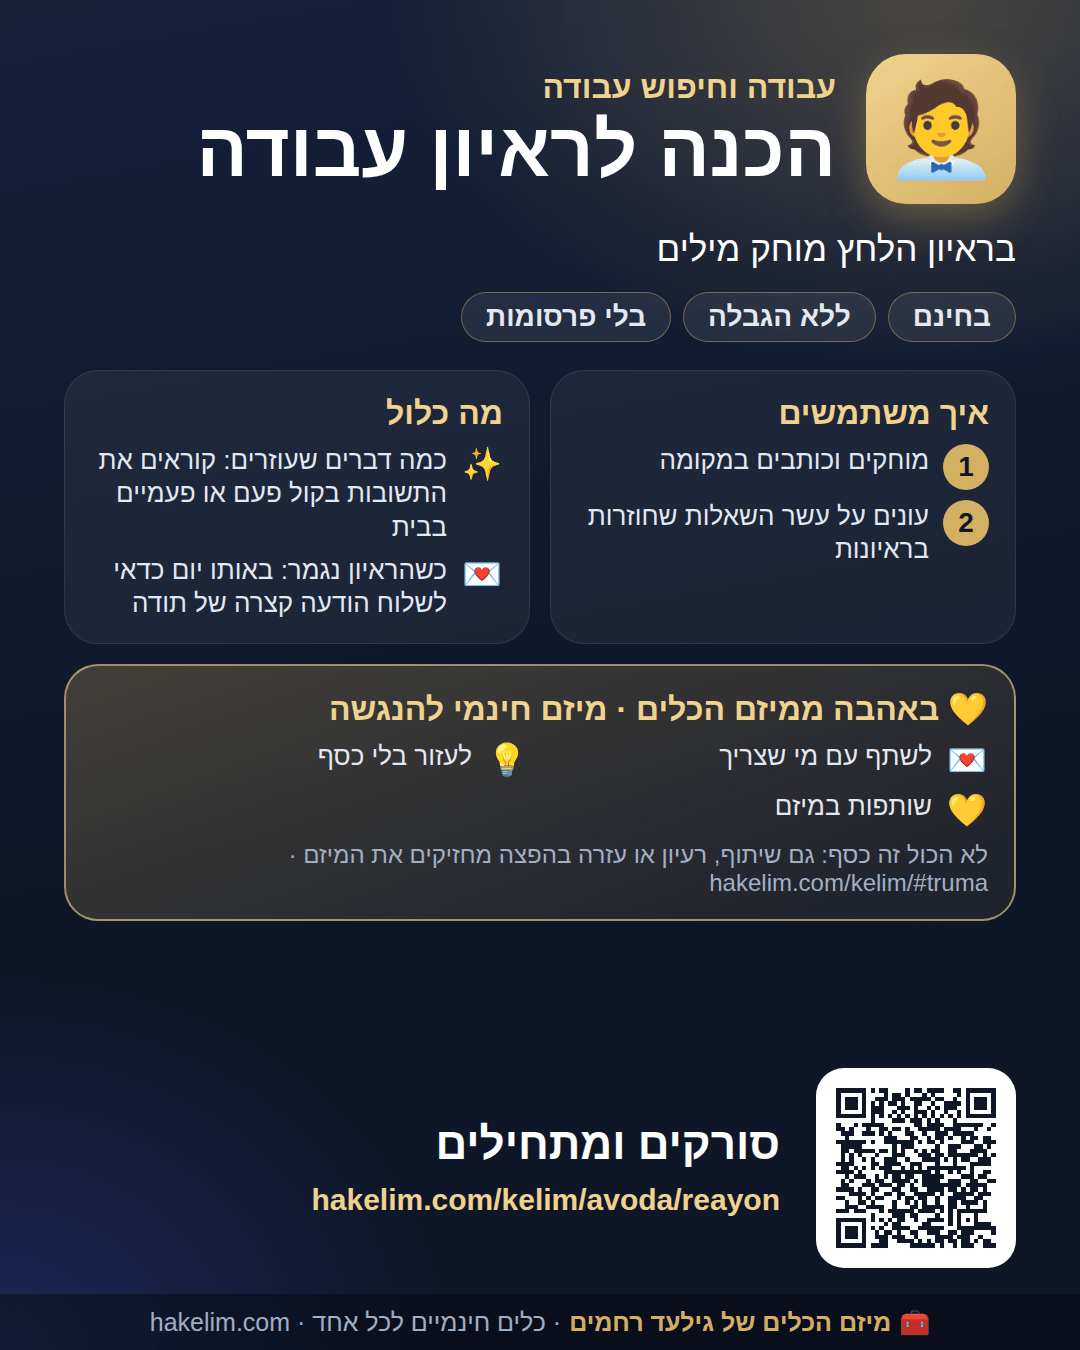 עבודה וחיפוש עבודה
הכנה לראיון עבודה
בראיון הלחץ מוחק מילים
בחינם
ללא הגבלה
בלי פרסומות
איך משתמשים
1 מוחקים וכותבים במקומה
2 עונים על עשר השאלות שחוזרות
בראיונות
מה כלול
✨ כמה דברים שעוזרים: קוראים את
התשובות בקול פעם או פעמיים
בבית
💌 כשהראיון נגמר: באותו יום כדאי
לשלוח הודעה קצרה של תודה
💛 באהבה ממיזם הכלים · מיזם חינמי להנגשה
💌 לשתף עם מי שצריך
💡 לעזור בלי כסף
💛 שותפות במיזם
לא הכול זה כסף: גם שיתוף, רעיון או עזרה בהפצה מחזיקים את המיזם ·
hakelim.com/kelim/#truma
סורקים ומתחילים
hakelim.com/kelim/avoda/reayon
🧰 מיזם הכלים של גילעד רחמים · כלים חינמיים לכל אחד · hakelim.com